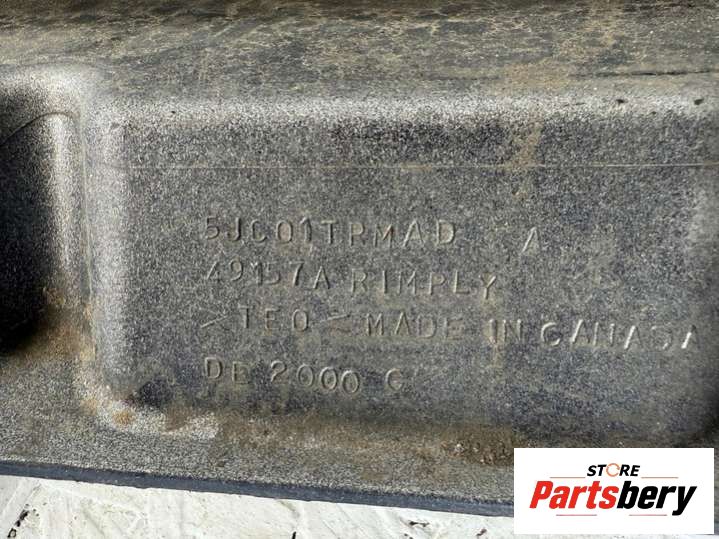 5JC01TRMAD A
49157A RIMPLY
>TEO< MADE IN CANADA
DE 2000 C
STORE
Partsbery